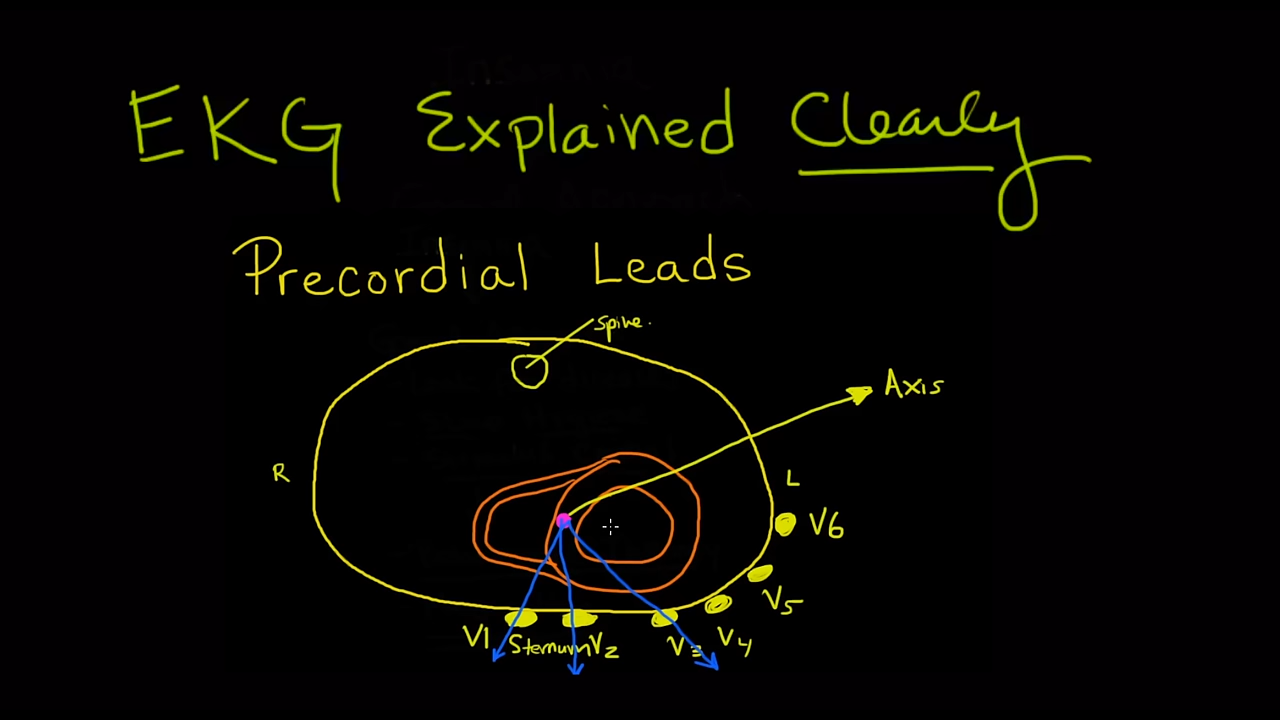 EKG Explained Clearly
Precordial Leads
Spine.
Axis
R
L
V6
V5
V1 Sternum V2 V3 V4